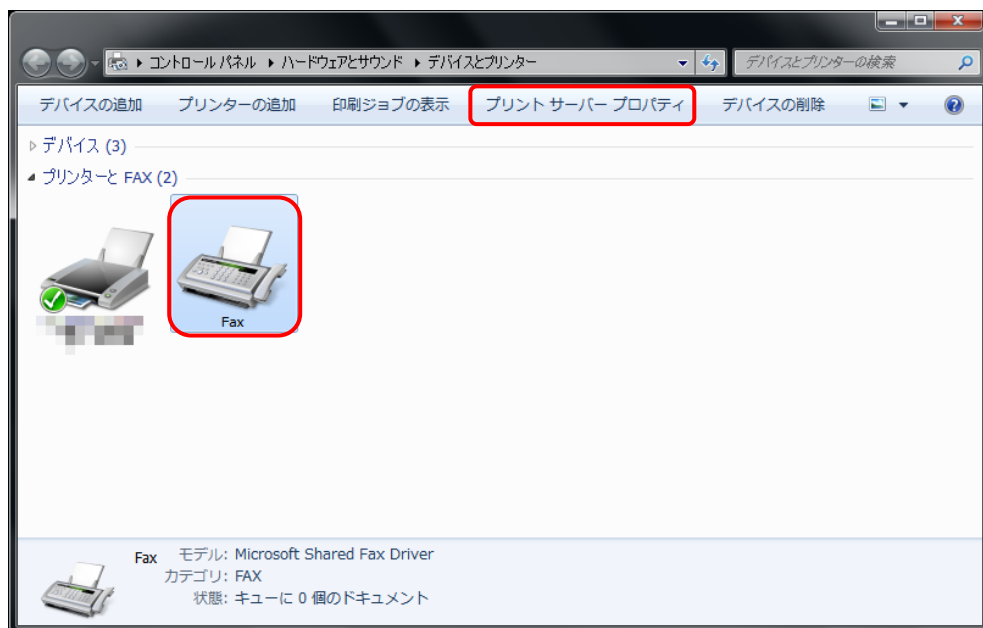 コントロール パネル ハードウェアとサウンド デバイスとプリンター
デバイスとプリンターの検索
デバイスの追加 プリンターの追加 印刷ジョブの表示 プリント サーバー プロパティ デバイスの削除
デバイス (3)
プリンターと FAX (2)
Fax
Fax モデル: Microsoft Shared Fax Driver
カテゴリ: FAX
状態: キューに 0 個のドキュメント